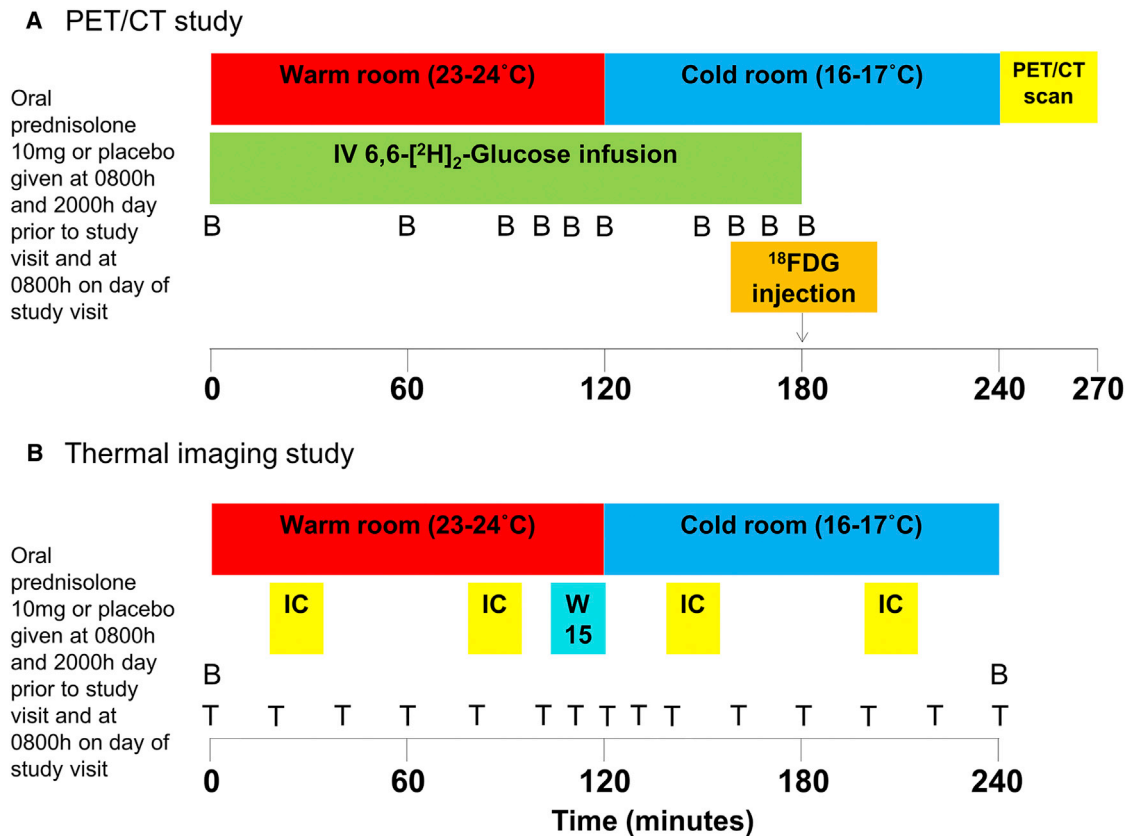 A PET/CT study
Warm room (23-24˚C)
Cold room (16-17˚C)
PET/CT
scan
Oral
prednisolone
10mg or placebo
given at 0800h
and 2000h day
prior to study
visit and at
0800h on day of
study visit
IV 6,6-[²H]₂-Glucose infusion
B B B B B B B B B B
¹⁸FDG
injection
0 60 120 180 240 270
B Thermal imaging study
Warm room (23-24˚C)
Cold room (16-17˚C)
Oral
prednisolone
10mg or placebo
given at 0800h
and 2000h day
prior to study
visit and at
0800h on day of
study visit
IC IC W IC IC
15
B B
T T T T T T T T T T T T T T T
0 60 120 180 240
Time (minutes)